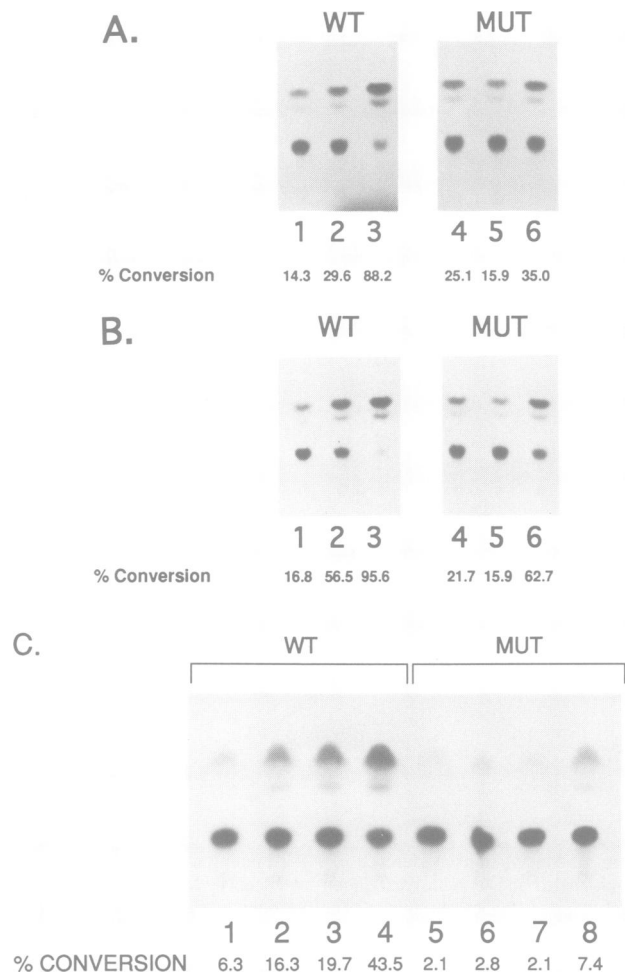 A.
WT MUT
1 2 3 4 5 6
% Conversion 14.3 29.6 88.2 25.1 15.9 35.0
B.
WT MUT
1 2 3 4 5 6
% Conversion 16.8 56.5 95.6 21.7 15.9 62.7
C.
WT MUT
1 2 3 4 5 6 7 8
% CONVERSION 6.3 16.3 19.7 43.5 2.1 2.8 2.1 7.4